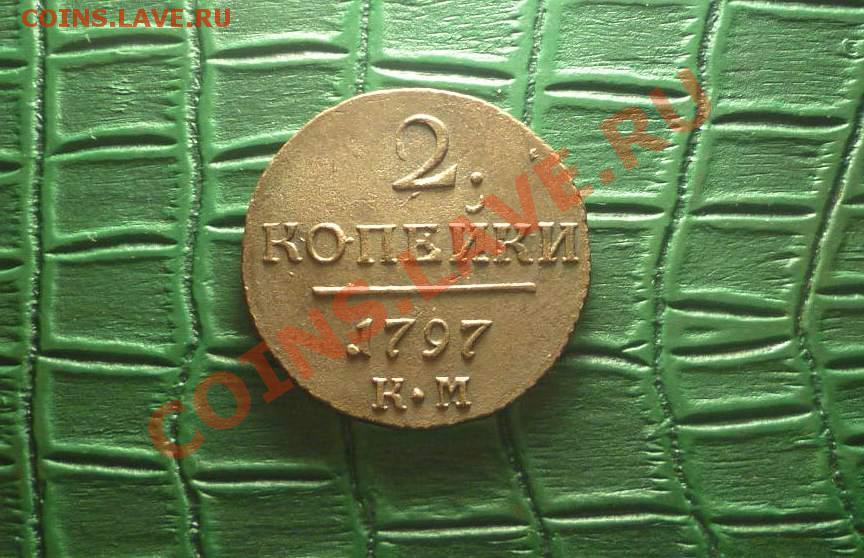 COINS.LAVE.RU
2.
КОПЕЙКИ
1797
К•М
COINS.LAVE.RU